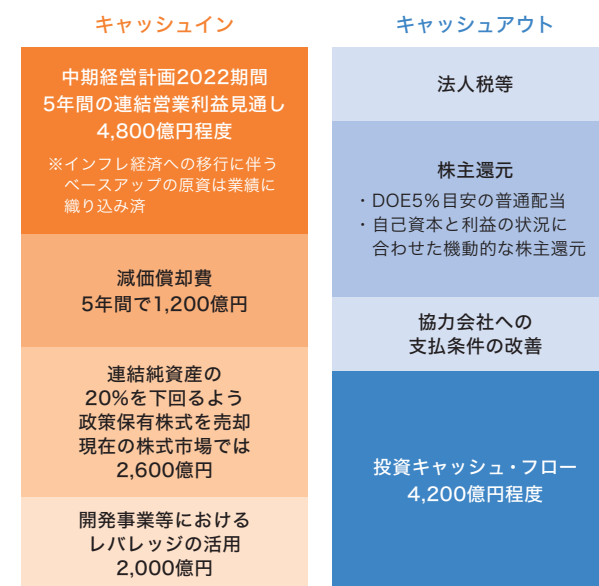 キャッシュイン
中期経営計画2022期間
5年間の連結営業利益見通し
4,800億円程度
※インフレ経済への移行に伴う
ベースアップの原資は業績に
織り込み済
減価償却費
5年間で1,200億円
連結純資産の
20%を下回るよう
政策保有株式を売却
現在の株式市場では
2,600億円
開発事業等における
レバレッジの活用
2,000億円
キャッシュアウト
法人税等
株主還元
・DOE5%目安の普通配当
・自己資本と利益の状況に
合わせた機動的な株主還元
協力会社への
支払条件の改善
投資キャッシュ・フロー
4,200億円程度